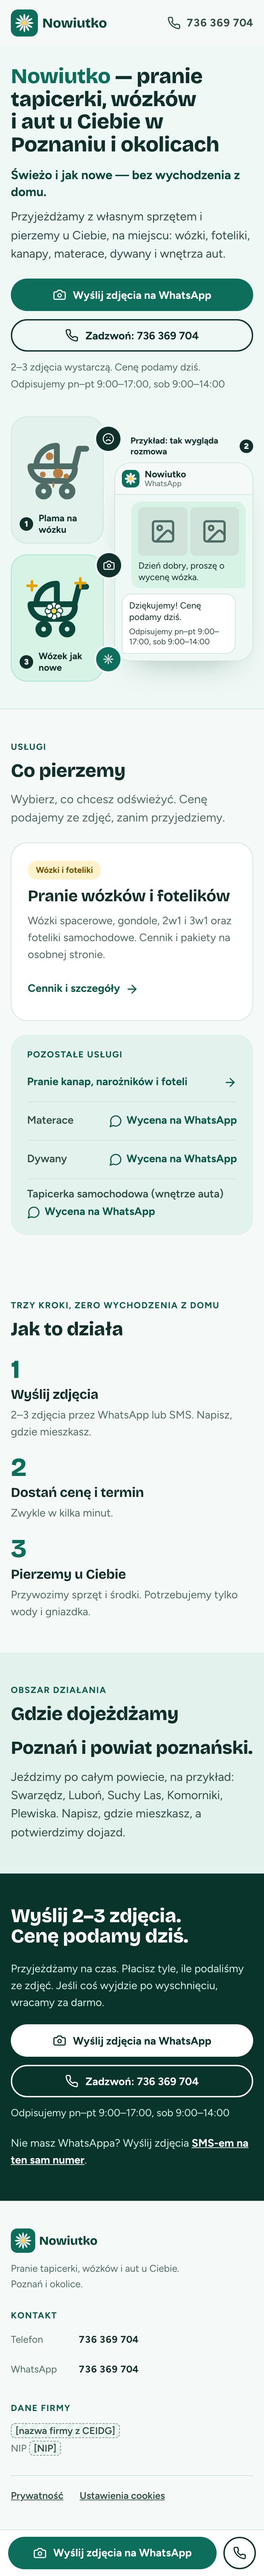 Nowiutko
736 369 704
Nowiutko — pranie
tapicerki, wózków
i aut u Ciebie w
Poznaniu i okolicach
Świeżo i jak nowe — bez wychodzenia z
domu.
Przyjeżdżamy z własnym sprzętem i
pierzemy u Ciebie, na miejscu: wózki, foteliki,
kanapy, materace, dywany i wnętrza aut.
Wyślij zdjęcia na WhatsApp
Zadzwoń: 736 369 704
2–3 zdjęcia wystarczą. Cenę podamy dziś.
Odpisujemy pn–pt 9:00–17:00, sob 9:00–14:00
1
Plama na
wózku
Przykład: tak wygląda
rozmowa
2
Nowiutko
WhatsApp
Dzień dobry, proszę o
wycenę wózka.
Dziękujemy! Cenę
podamy dziś.
Odpisujemy pn–pt 9:00–
17:00, sob 9:00–14:00
3
Wózek jak
nowe
USŁUGI
Co pierzemy
Wybierz, co chcesz odświeżyć. Cenę
podajemy ze zdjęć, zanim przyjedziemy.
Wózki i foteliki
Pranie wózków i fotelików
Wózki spacerowe, gondole, 2w1 i 3w1 oraz
foteliki samochodowe. Cennik i pakiety na
osobnej stronie.
Cennik i szczegóły
POZOSTAŁE USŁUGI
Pranie kanap, narożników i foteli
Materace
Wycena na WhatsApp
Dywany
Wycena na WhatsApp
Tapicerka samochodowa (wnętrze auta)
Wycena na WhatsApp
TRZY KROKI, ZERO WYCHODZENIA Z DOMU
Jak to działa
1
Wyślij zdjęcia
2–3 zdjęcia przez WhatsApp lub SMS. Napisz,
gdzie mieszkasz.
2
Dostań cenę i termin
Zwykle w kilka minut.
3
Pierzemy u Ciebie
Przywozimy sprzęt i środki. Potrzebujemy tylko
wody i gniazdka.
OBSZAR DZIAŁANIA
Gdzie dojeżdżamy
Poznań i powiat poznański.
Jeździmy po całym powiecie, na przykład:
Swarzędz, Luboń, Suchy Las, Komorniki,
Plewiska. Napisz, gdzie mieszkasz, a
potwierdzimy dojazd.
Wyślij 2–3 zdjęcia.
Cenę podamy dziś.
Przyjeżdżamy na czas. Płacisz tyle, ile podaliśmy
ze zdjęć. Jeśli coś wyjdzie po wyschnięciu,
wracamy za darmo.
Wyślij zdjęcia na WhatsApp
Zadzwoń: 736 369 704
Odpisujemy pn–pt 9:00–17:00, sob 9:00–14:00
Nie masz WhatsAppa? Wyślij zdjęcia SMS-em na
ten sam numer.
Nowiutko
Pranie tapicerki, wózków i aut u Ciebie.
Poznań i okolice.
KONTAKT
Telefon
736 369 704
WhatsApp
736 369 704
DANE FIRMY
[nazwa firmy z CEIDG]
NIP [NIP]
Prywatność
Ustawienia cookies
Wyślij zdjęcia na WhatsApp